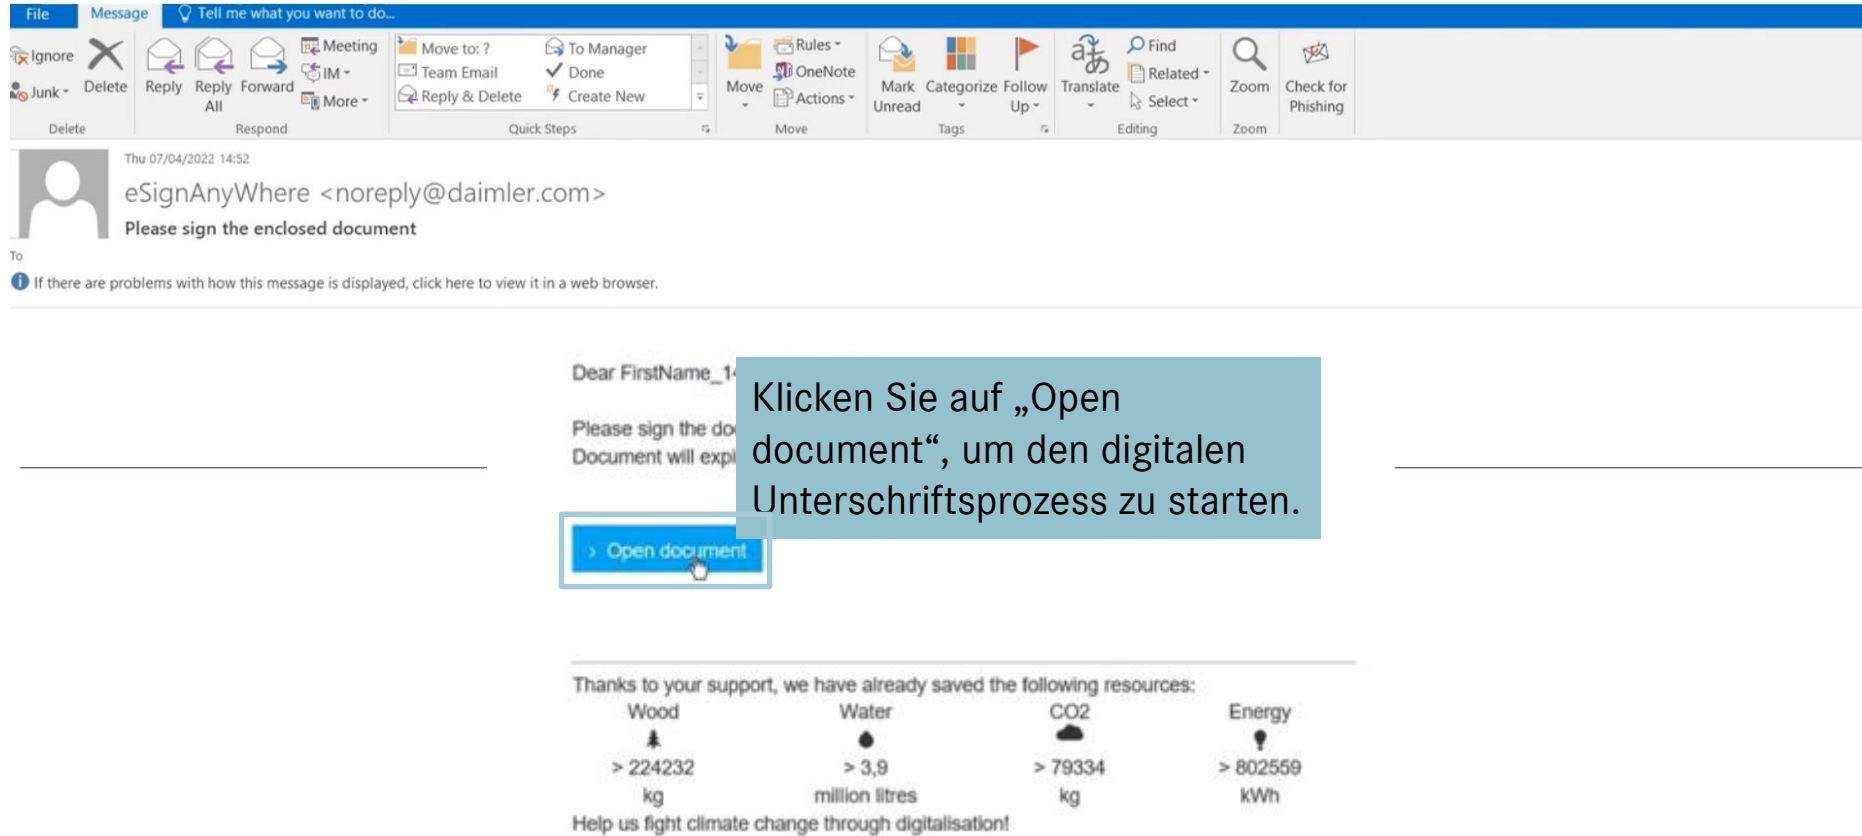 File Message Tell me what you want to do...
Ignore
Junk
Delete
Reply
Reply All
Forward
Meeting
IM
More
Move to: ?
Team Email
Reply & Delete
To Manager
Done
Create New
Move
Rules
OneNote
Actions
Mark Unread
Categorize
Follow Up
Translate
Find
Related
Select
Zoom
Check for Phishing
Delete Respond Quick Steps Move Tags Editing Zoom
Thu 07/04/2022 14:52
eSignAnyWhere <noreply@daimler.com>
Please sign the enclosed document
To
If there are problems with how this message is displayed, click here to view it in a web browser.
Dear
Please sign the
Document will
Klicken Sie auf „Open
document“, um den digitalen
Unterschriftsprozess zu starten.
> Open document
Thanks to your support, we have already saved the following resources:
Wood Water CO2 Energy
> 224232 > 3,9 > 79334 > 802559
kg million litres kg kWh
Help us fight climate change through digitalisation!